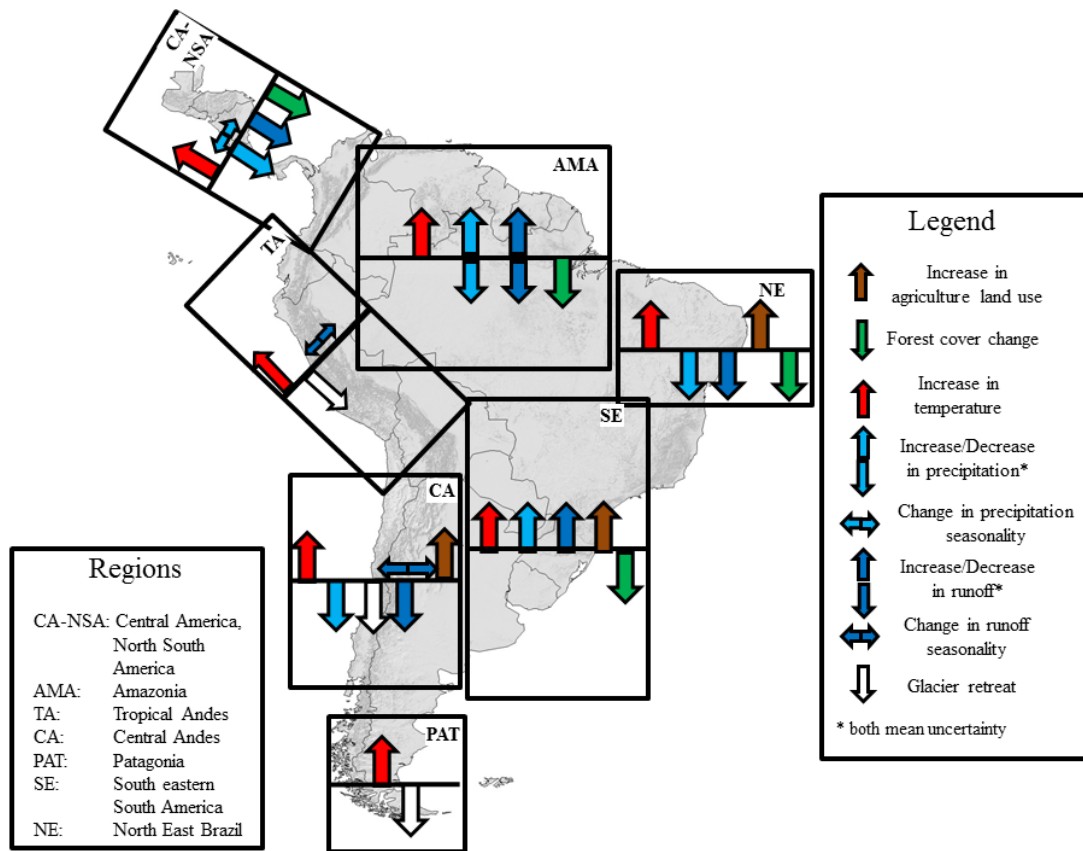 CA-
NSA
AMA
TA
NE
SE
CA
PAT
Regions
CA-NSA: Central America,
North South
America
AMA: Amazonia
TA: Tropical Andes
CA: Central Andes
PAT: Patagonia
SE: South eastern
South America
NE: North East Brazil
Legend
Increase in
agriculture land use
Forest cover change
Increase in
temperature
Increase/Decrease
in precipitation*
Change in precipitation
seasonality
Increase/Decrease
in runoff*
Change in runoff
seasonality
Glacier retreat
* both mean uncertainty